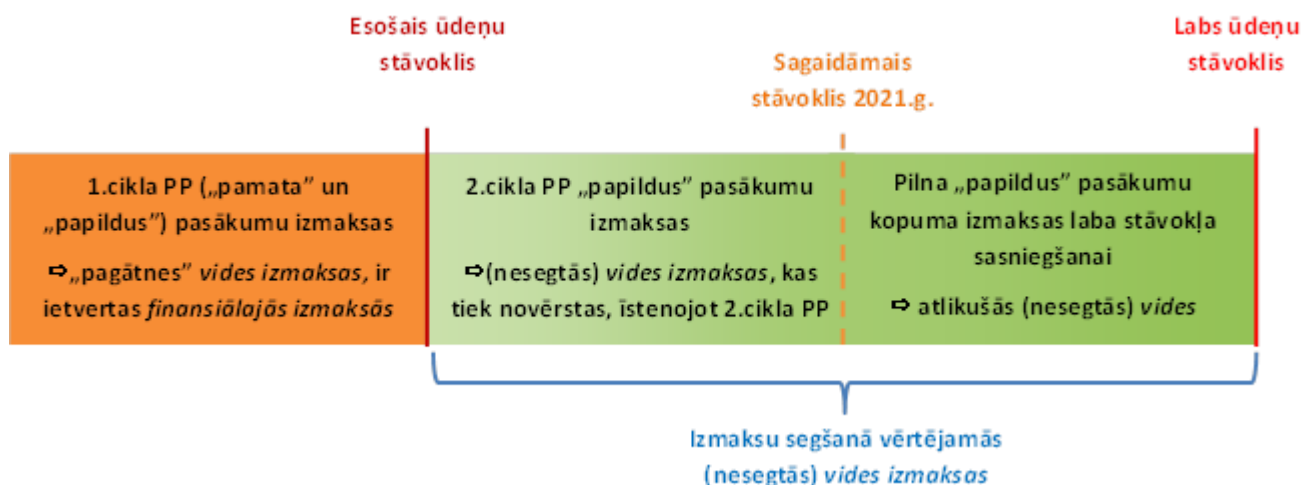 Esošais ūdeņu
stāvoklis
Sagaidāmais
stāvoklis 2021.g.
Labs ūdeņu
stāvoklis
1.cikla PP („pamata” un
„papildus”) pasākumu izmaksas
⇨„pagātnes” vides izmaksas, ir
ietvertas finansiālajās izmaksās
2.cikla PP „papildus” pasākumu
izmaksas
⇨(nesegtās) vides izmaksas, kas
tiek novērstas, īstenojot 2.cikla PP
Pilna „papildus” pasākumu
kopuma izmaksas laba stāvokļa
sasniegšanai
⇨ atlikušās (nesegtās) vides
Izmaksu segšanā vērtējamās
(nesegtās) vides izmaksas